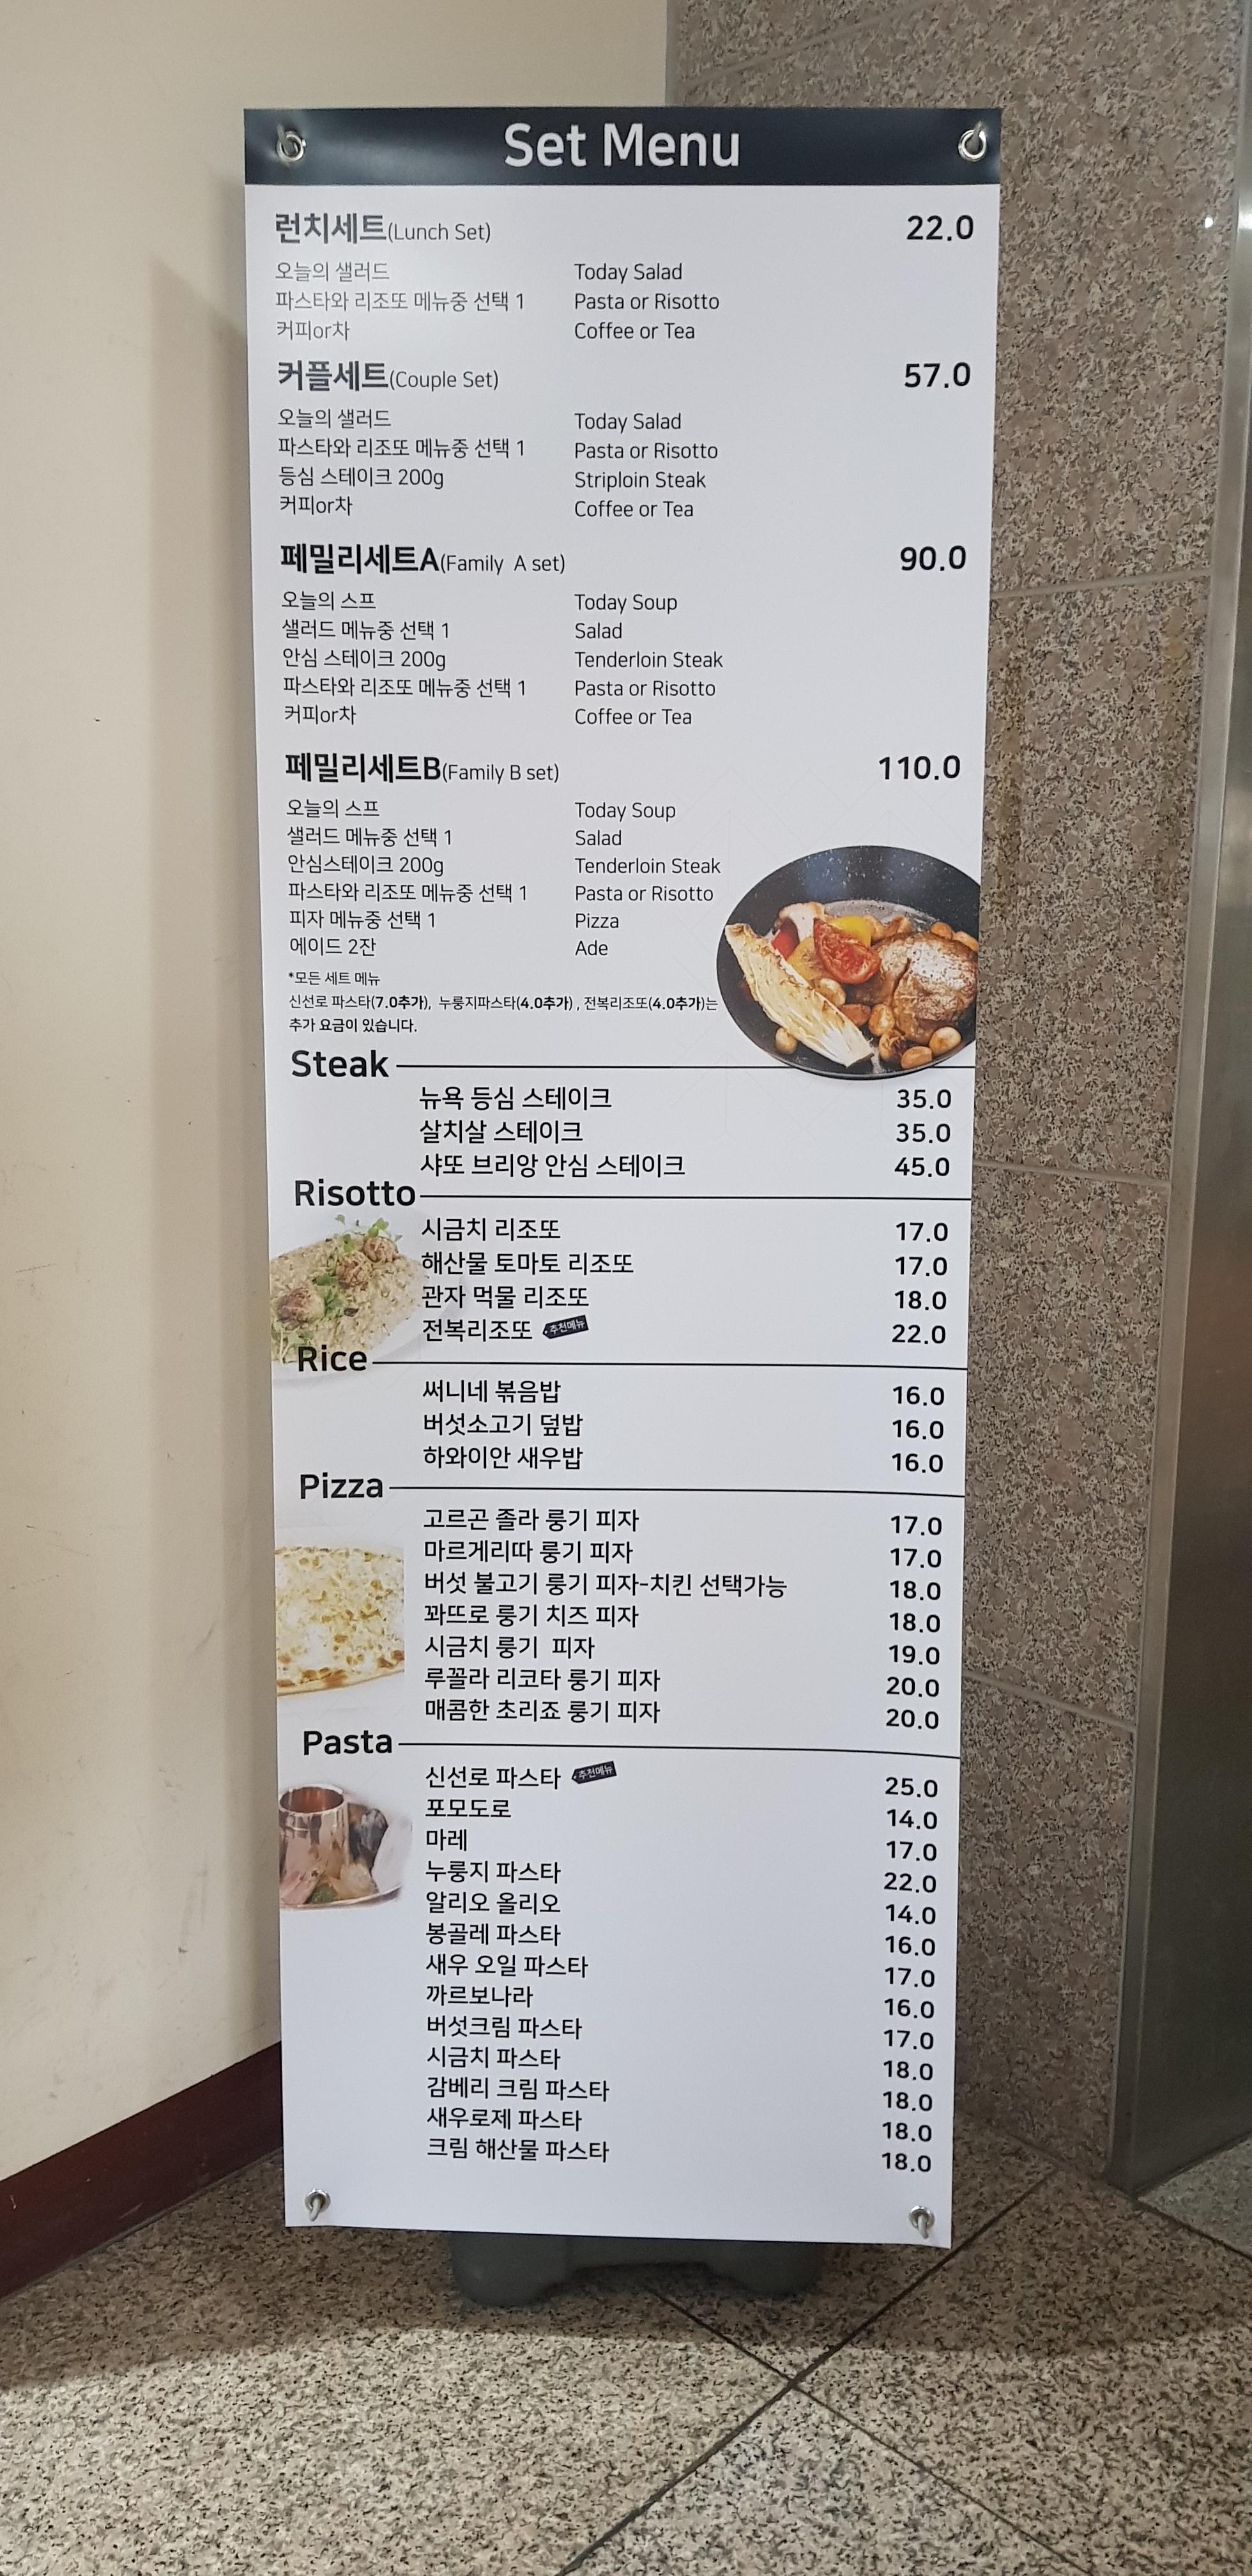 Set Menu
런치세트(Lunch Set) 22.0
오늘의 샐러드 Today Salad
파스타와 리조또 메뉴중 선택 1 Pasta or Risotto
커피or차 Coffee or Tea
커플세트(Couple Set) 57.0
오늘의 샐러드 Today Salad
파스타와 리조또 메뉴중 선택 1 Pasta or Risotto
등심 스테이크 200g Striploin Steak
커피or차 Coffee or Tea
페밀리세트A(Family A set) 90.0
오늘의 스프 Today Soup
샐러드 메뉴중 선택 1 Salad
안심 스테이크 200g Tenderloin Steak
파스타와 리조또 메뉴중 선택 1 Pasta or Risotto
커피or차 Coffee or Tea
페밀리세트B(Family B set) 110.0
오늘의 스프 Today Soup
샐러드 메뉴중 선택 1 Salad
안심스테이크 200g Tenderloin Steak
파스타와 리조또 메뉴중 선택 1 Pasta or Risotto
피자 메뉴중 선택 1 Pizza
에이드 2잔 Ade
*모든 세트 메뉴
신선로 파스타(7.0추가), 누룽지파스타(4.0추가) , 전복리조또(4.0추가)는
추가 요금이 있습니다.
Steak
뉴욕 등심 스테이크 35.0
살치살 스테이크 35.0
샤또 브리앙 안심 스테이크 45.0
Risotto
시금치 리조또 17.0
해산물 토마토 리조또 17.0
관자 먹물 리조또 18.0
전복리조또 추천메뉴 22.0
Rice
써니네 볶음밥 16.0
버섯소고기 덮밥 16.0
하와이안 새우밥 16.0
Pizza
고르곤 졸라 룽기 피자 17.0
마르게리따 룽기 피자 17.0
버섯 불고기 룽기 피자-치킨 선택가능 18.0
꽈뜨로 룽기 치즈 피자 18.0
시금치 룽기 피자 19.0
루꼴라 리코타 룽기 피자 20.0
매콤한 초리죠 룽기 피자 20.0
Pasta
신선로 파스타 추천메뉴 25.0
포모도로 14.0
마레 17.0
누룽지 파스타 22.0
알리오 올리오 14.0
봉골레 파스타 16.0
새우 오일 파스타 17.0
까르보나라 16.0
버섯크림 파스타 17.0
시금치 파스타 18.0
감베리 크림 파스타 18.0
새우로제 파스타 18.0
크림 해산물 파스타 18.0